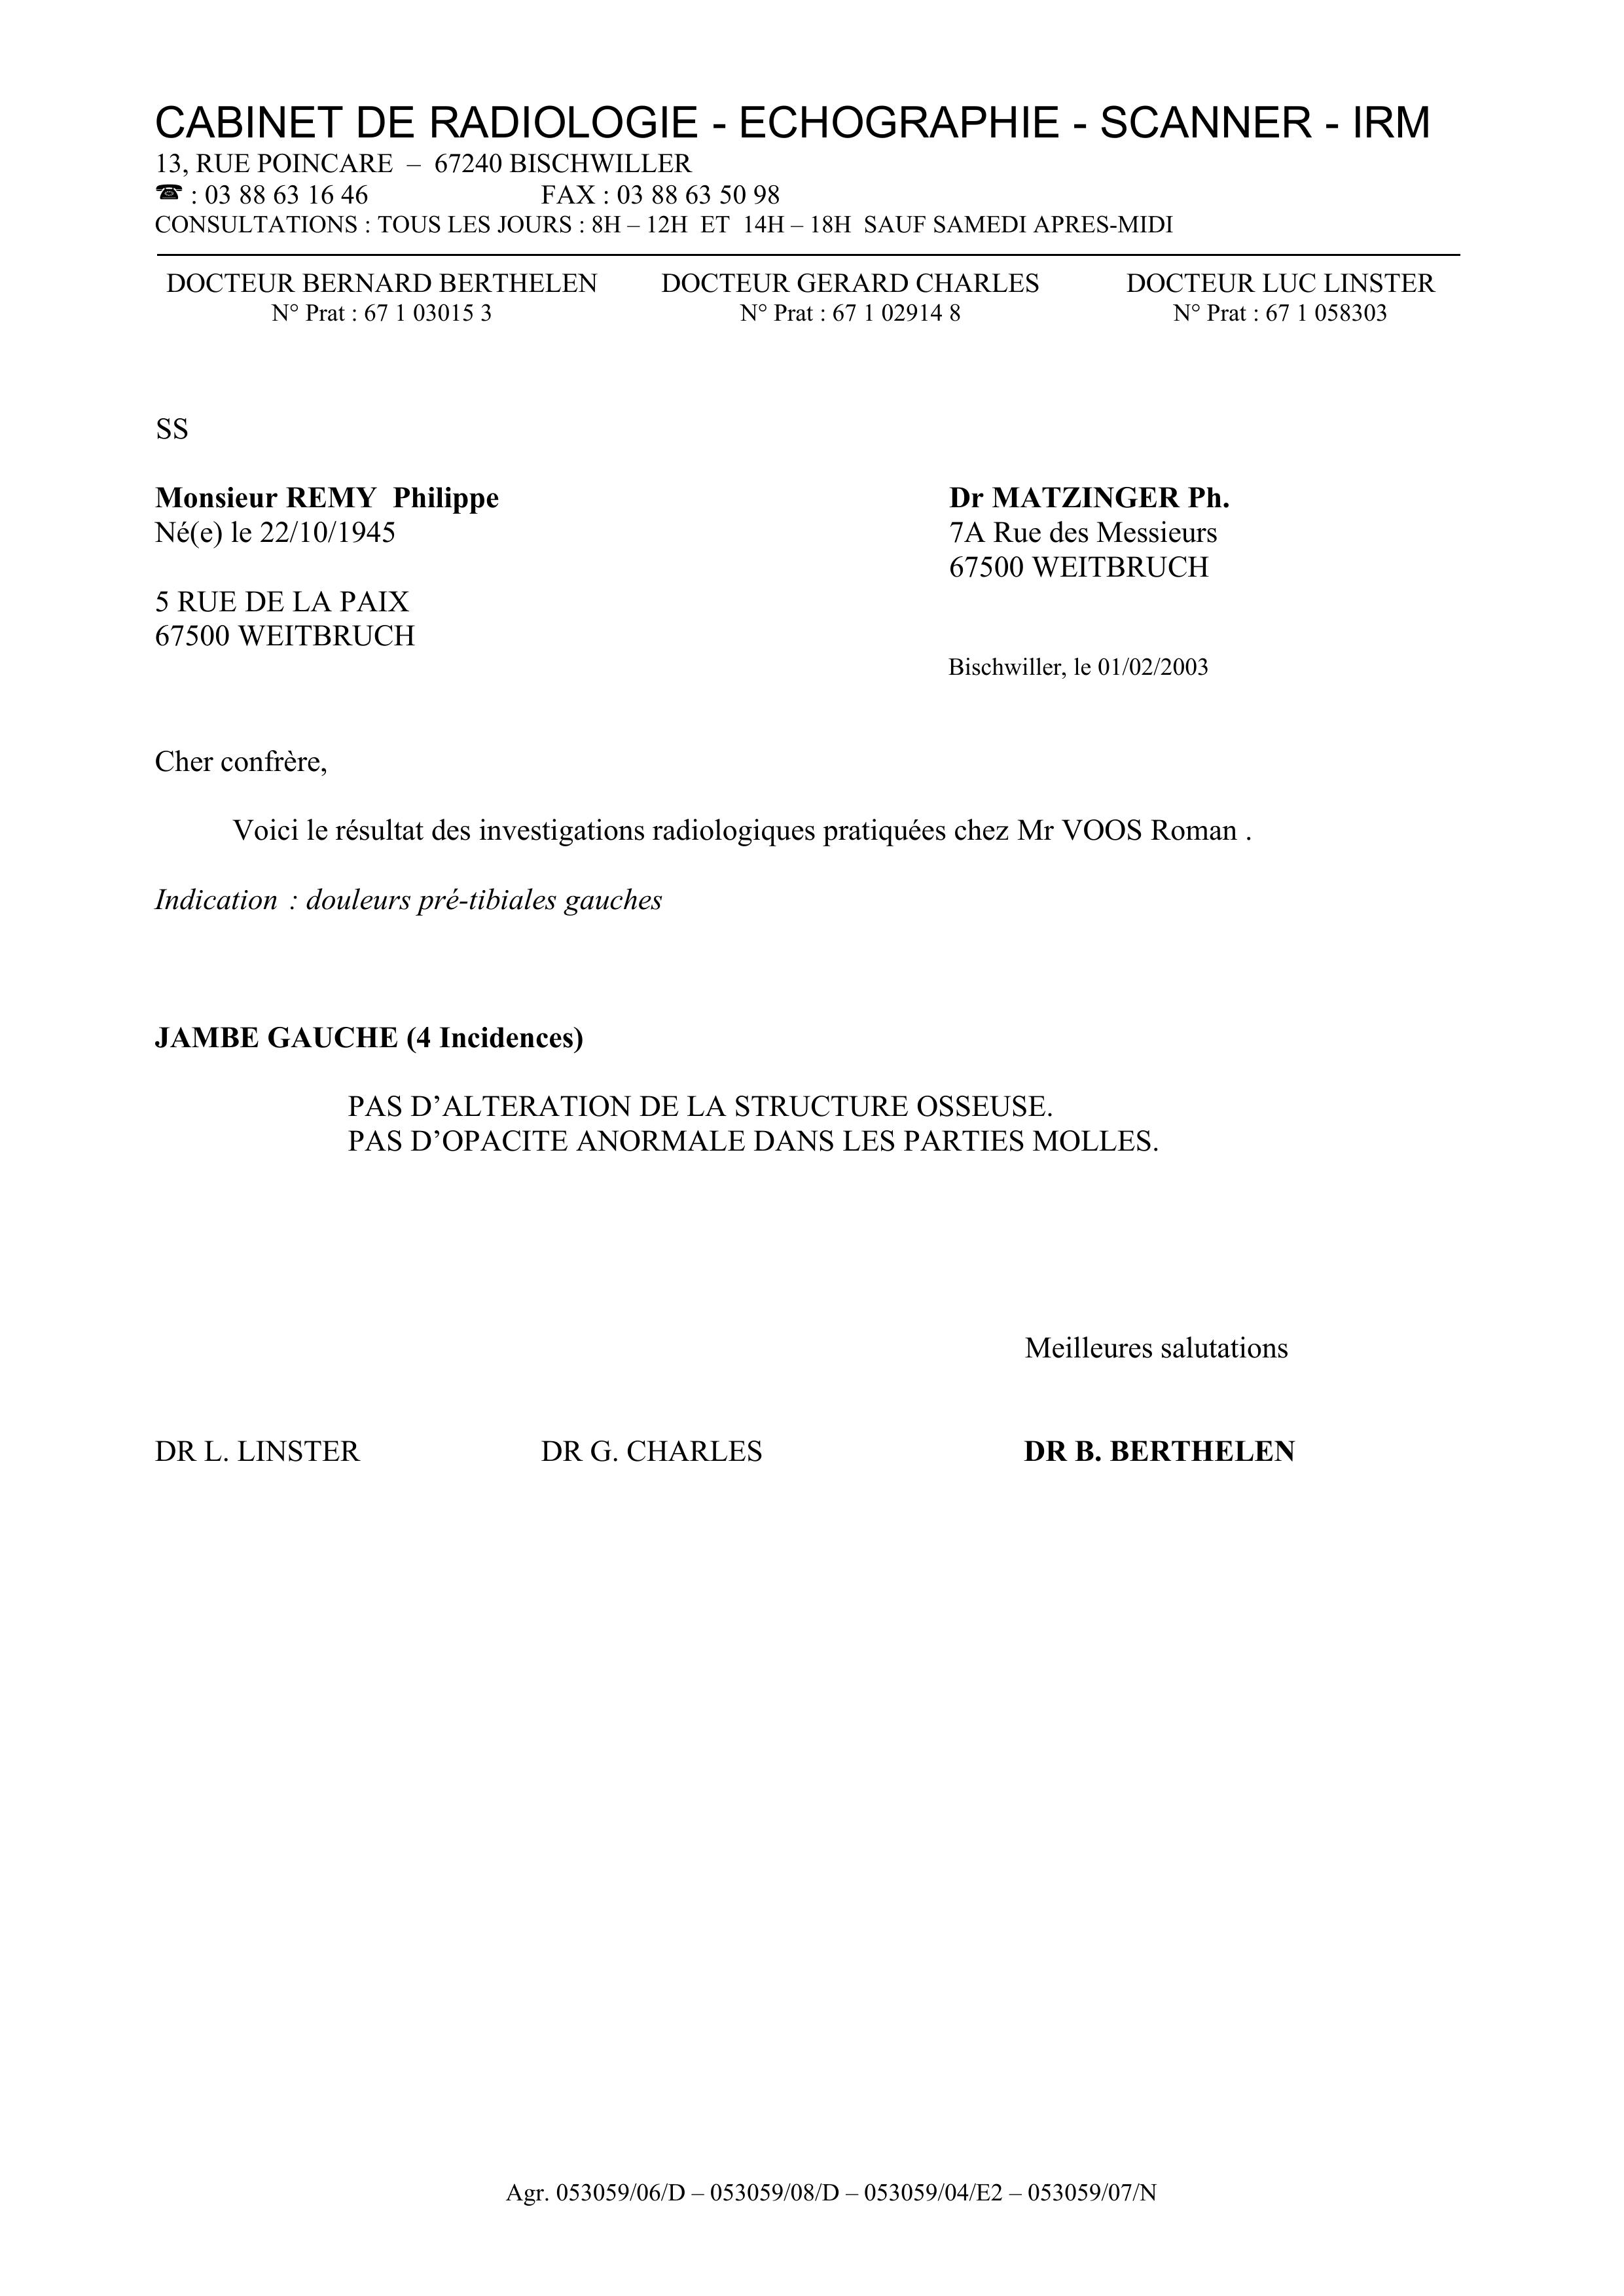 CABINET DE RADIOLOGIE - ECHOGRAPHIE - SCANNER - IRM
13, RUE POINCARE – 67240 BISCHWILLER
☎ : 03 88 63 16 46 FAX : 03 88 63 50 98
CONSULTATIONS : TOUS LES JOURS : 8H – 12H ET 14H – 18H SAUF SAMEDI APRES-MIDI
DOCTEUR BERNARD BERTHELEN DOCTEUR GERARD CHARLES DOCTEUR LUC LINSTER
N° Prat : 67 1 03015 3 N° Prat : 67 1 02914 8 N° Prat : 67 1 058303
SS
Monsieur REMY Philippe
Né(e) le 22/10/1945
5 RUE DE LA PAIX
67500 WEITBRUCH
Dr MATZINGER Ph.
7A Rue des Messieurs
67500 WEITBRUCH
Bischwiller, le 01/02/2003
Cher confrère,
Voici le résultat des investigations radiologiques pratiquées chez Mr VOOS Roman .
Indication : douleurs pré-tibiales gauches
JAMBE GAUCHE (4 Incidences)
PAS D’ALTERATION DE LA STRUCTURE OSSEUSE.
PAS D’OPACITE ANORMALE DANS LES PARTIES MOLLES.
Meilleures salutations
DR L. LINSTER DR G. CHARLES DR B. BERTHELEN
Agr. 053059/06/D – 053059/08/D – 053059/04/E2 – 053059/07/N